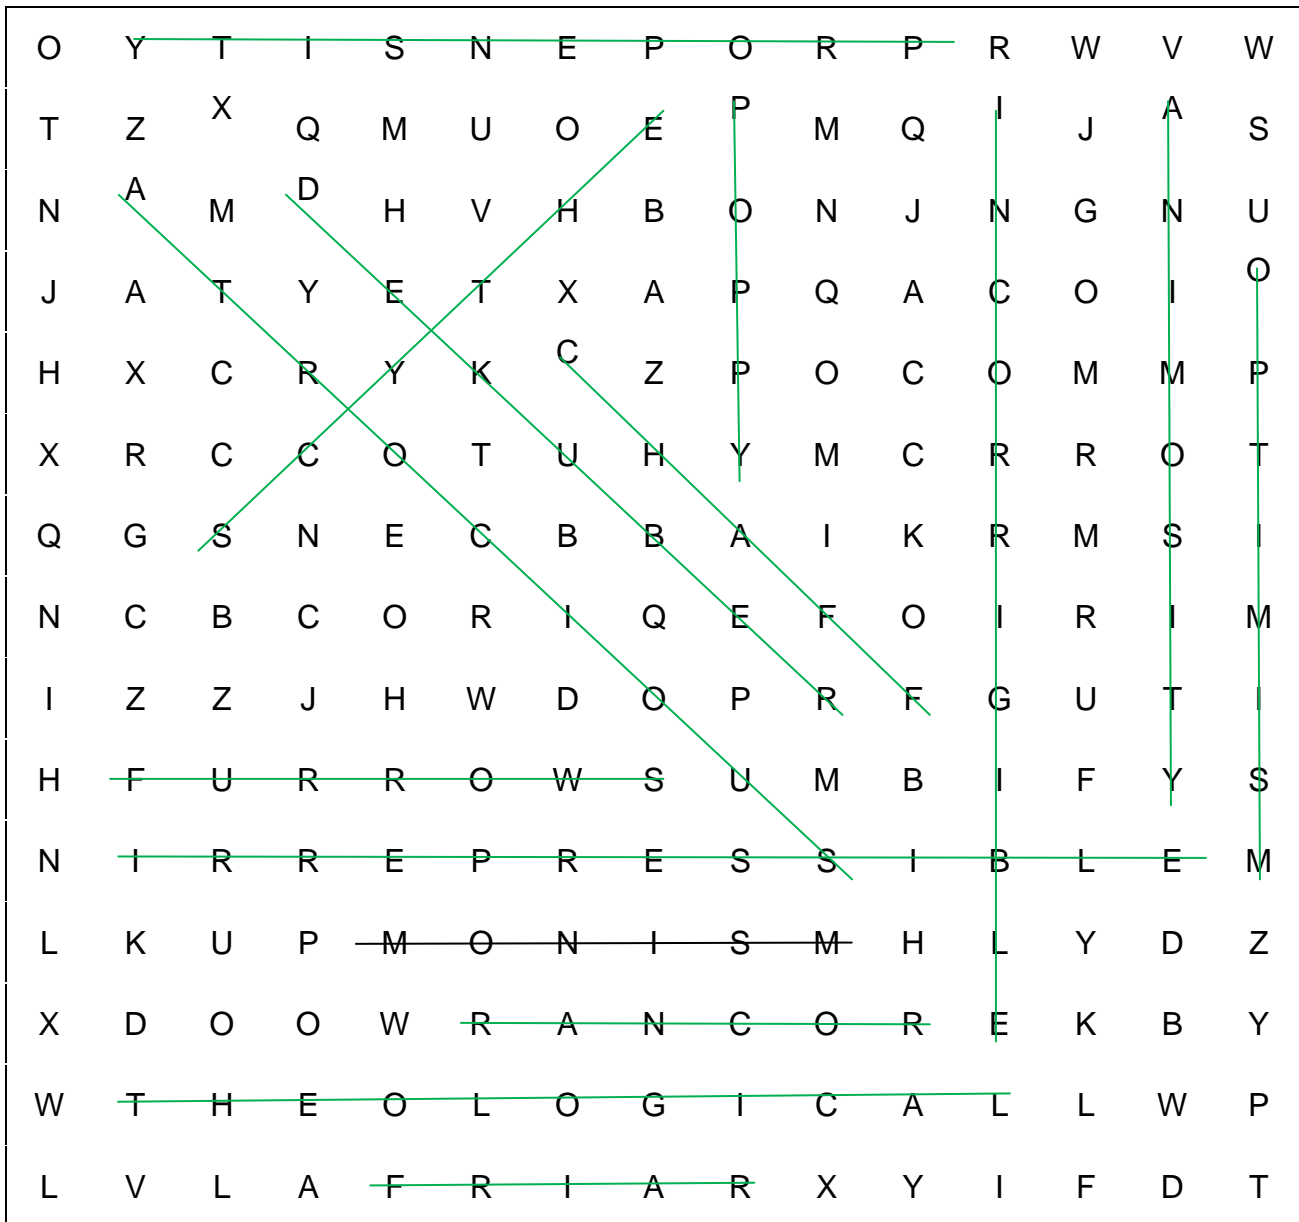 O Y T I S N E P O R P R W V W
T Z X Q M U O E P M Q I J A S
N A M D H V H B O N J N G N U
J A T Y E T X A P Q A C O I O
H X C R Y K C Z P O C O M M P
X R C C O T U H Y M C R R O T
Q G S N E C B B A I K R M S I
N C B C O R I Q E F O I R I M
I Z Z J H W D O P R F G U T I
H F U R R O W S U M B I F Y S
N I R R E P R E S S I B L E M
L K U P M O N I S M H L Y D Z
X D O O W R A N C O R E K B Y
W T H E O L O G I C A L L W P
L V L A F R I A R X Y I F D T